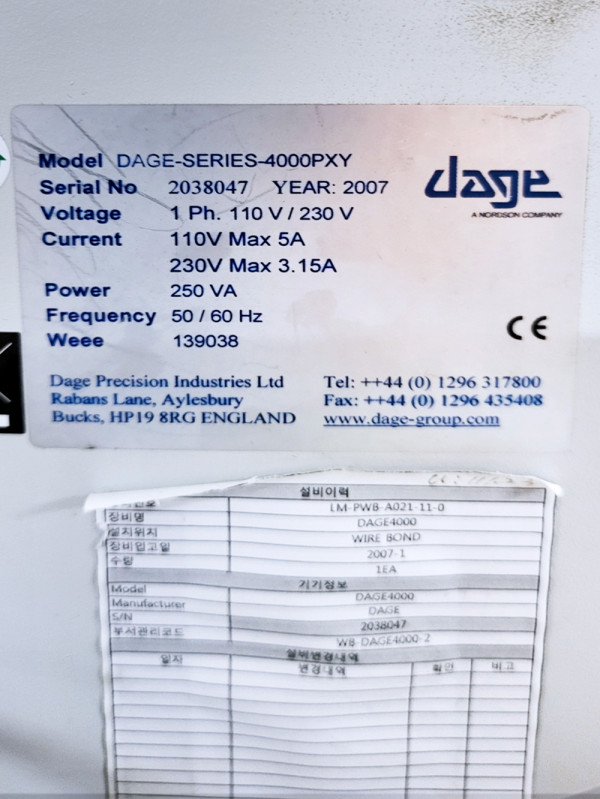 Model DAGE-SERIES-4000PXY
Serial No 2038047 YEAR: 2007
Voltage 1 Ph. 110 V / 230 V
Current 110V Max 5A
230V Max 3.15A
Power 250 VA
Frequency 50 / 60 Hz
Weee 139038
dage
A NORDSON COMPANY
CE
Dage Precision Industries Ltd
Rabans Lane, Aylesbury
Bucks, HP19 8RG ENGLAND
Tel: ++44 (0) 1296 317800
Fax: ++44 (0) 1296 435408
www.dage-group.com
설비이력
LM-PWB-A021-11-0
장비명 DAGE4000
설치위치 WIRE BOND
장비입고일 2007-1
수량 1EA
기기정보
Model DAGE4000
Manufacturer DAGE
S/N 2038047
부서관리코드 WB-DAGE4000-2
설비변경내역
일자 변경내역 확인 비고